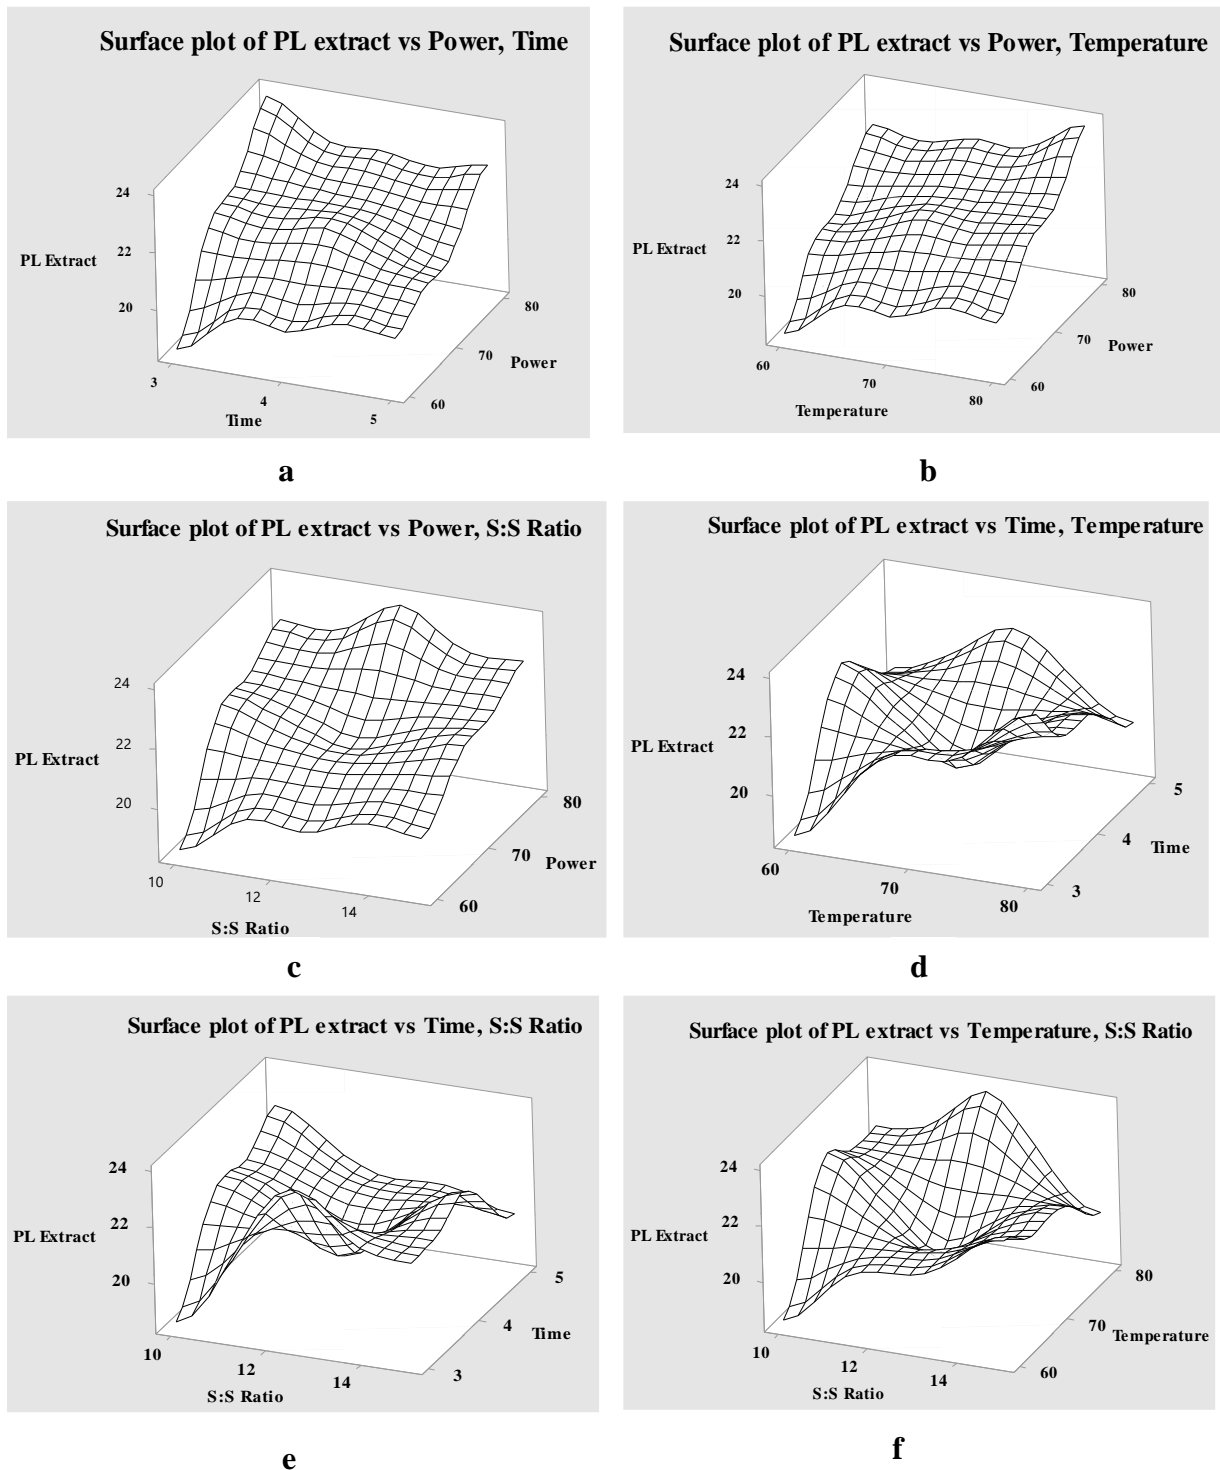 Surface plot of PL extract vs Power, Time
24
22
PL Extract
20
80
70
Power
3
60
4
Time
5
a
Surface plot of PL extract vs Power, Temperature
24
22
PL Extract
20
80
70
Power
60
60
70
80
Temperature
b
Surface plot of PL extract vs Power, S:S Ratio
24
22
PL Extract
20
80
70
Power
10
60
12
14
S:S Ratio
c
Surface plot of PL extract vs Time, Temperature
24
22
PL Extract
20
5
4
Time
60
3
70
80
Temperature
d
Surface plot of PL extract vs Time, S:S Ratio
24
22
PL Extract
20
5
4
Time
10
3
12
14
S:S Ratio
e
Surface plot of PL extract vs Temperature, S:S Ratio
24
22
PL Extract
20
80
70
Temperature
10
60
12
14
S:S Ratio
f